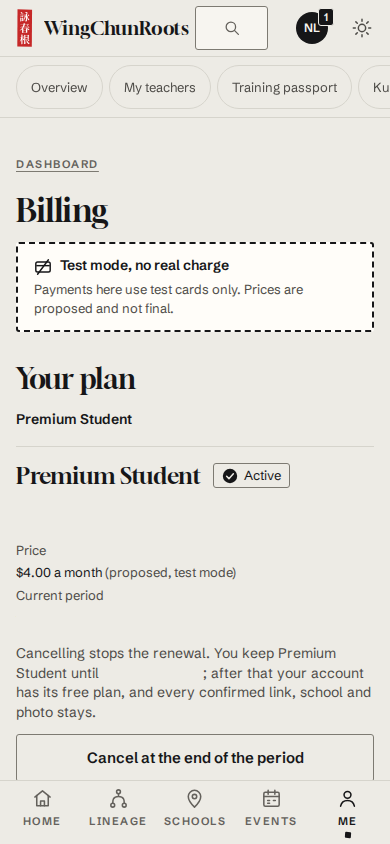 詠春根
WingChunRoots
NL
1
Overview
My teachers
Training passport
Ku
DASHBOARD
Billing
Test mode, no real charge
Payments here use test cards only. Prices are
proposed and not final.
Your plan
Premium Student
Premium Student
Active
Price
$4.00 a month (proposed, test mode)
Current period
Cancelling stops the renewal. You keep Premium
Student until ; after that your account
has its free plan, and every confirmed link, school and
photo stays.
Cancel at the end of the period
HOME
LINEAGE
SCHOOLS
EVENTS
ME